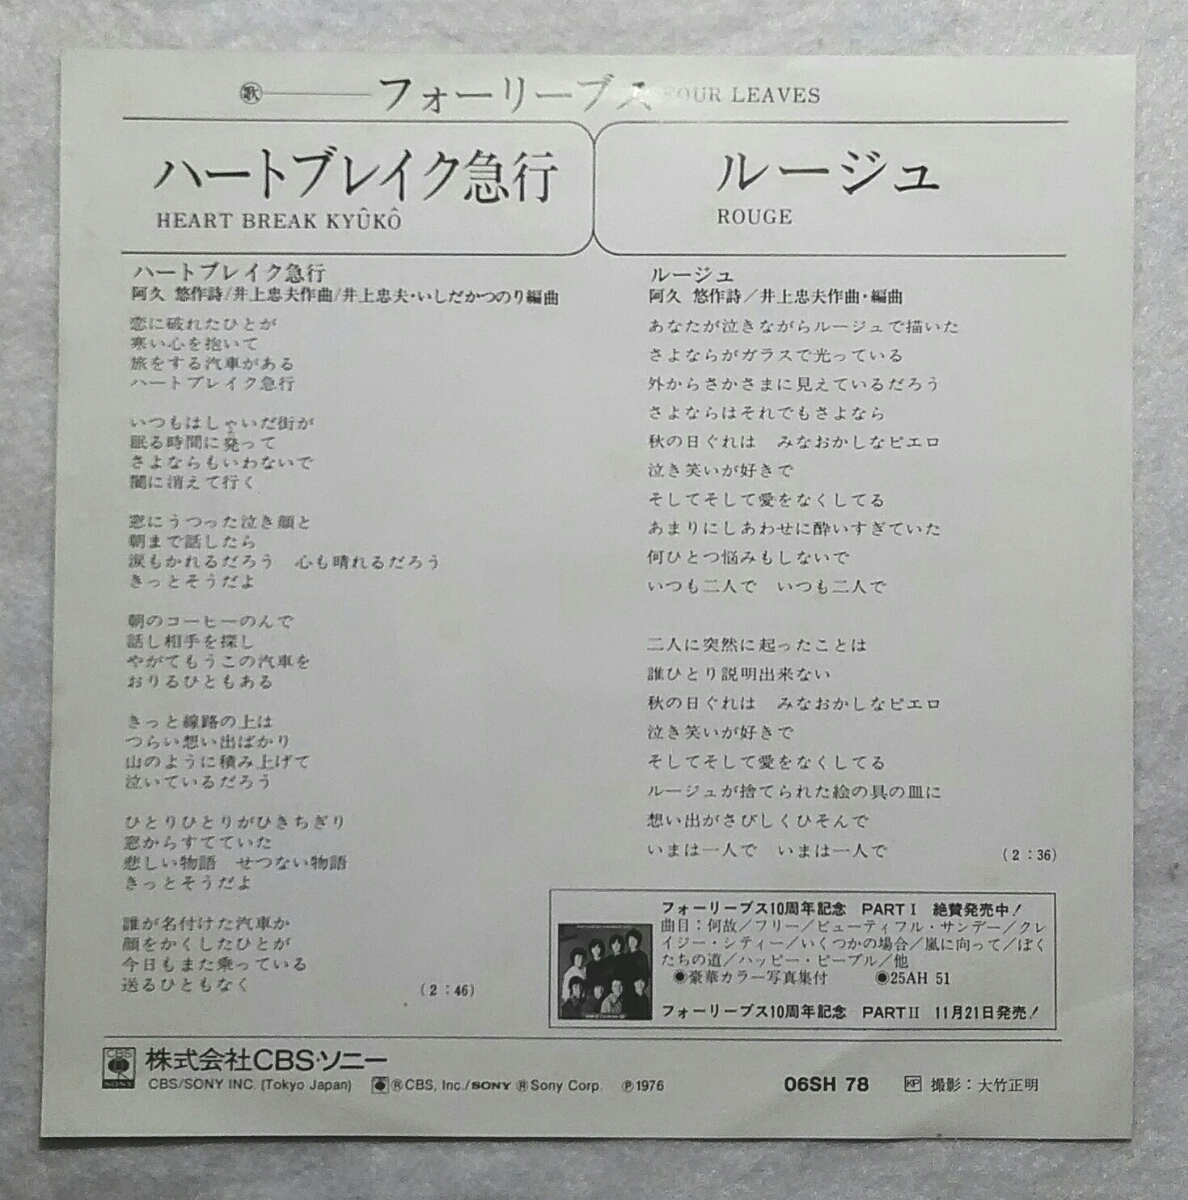 歌 フォーリーブス FOUR LEAVES
ハートブレイク急行
HEART BREAK KYÛKÔ
ルージュ
ROUGE
ハートブレイク急行
阿久 悠作詩/井上忠夫作曲/井上忠夫・いしだかつのり編曲
恋に破れたひとが
寒い心を抱いて
旅をする汽車がある
ハートブレイク急行
いつもはしゃいだ街が
眠る時間に発って
さよならもいわないで
闇に消えて行く
窓にうつった泣き顔と
朝まで話したら
涙もかれるだろう 心も晴れるだろう
きっとそうだよ
朝のコーヒーのんで
話し相手を探し
やがてもうこの汽車を
おりるひともある
きっと線路の上は
つらい想い出ばかり
山のように積み上げて
泣いているだろう
ひとりひとりがひきちぎり
窓からすてていた
悲しい物語 せつない物語
きっとそうだよ
誰が名付けた汽車か
顔をかくしたひとが
今日もまた乗っている
送るひともなく
(2:46)
ルージュ
阿久 悠作詩/井上忠夫作曲・編曲
あなたが泣きながらルージュで描いた
さよならがガラスで光っている
外からさかさまに見えているだろう
さよならはそれでもさよなら
秋の日ぐれは みなおかしなピエロ
泣き笑いが好きで
そしてそして愛をなくしてる
あまりにしあわせに酔いすぎていた
何ひとつ悩みもしないで
いつも二人で いつも二人で
二人に突然に起ったことは
誰ひとり説明出来ない
秋の日ぐれは みなおかしなピエロ
泣き笑いが好きで
そしてそして愛をなくしてる
ルージュが捨てられた絵の具の皿に
想い出がさびしくひそんで
いまは一人で いまは一人で
(2:36)
フォーリーブス10周年記念 PART I 絶賛発売中!
曲目:何故/フリー/ビューティフル・サンデー/クレ
イジー・シティー/いくつかの場合/嵐に向って/ぼく
たちの道/ハッピー・ピープル/他
◉豪華カラー写真集付 ◉25AH 51
フォーリーブス10周年記念 PART II 11月21日発売!
CBS SONY 株式会社CBS・ソニー
CBS/SONY INC. (Tokyo Japan) ®CBS, Inc./SONY ®Sony Corp. ℗1976 06SH 78 KP 撮影:大竹正明